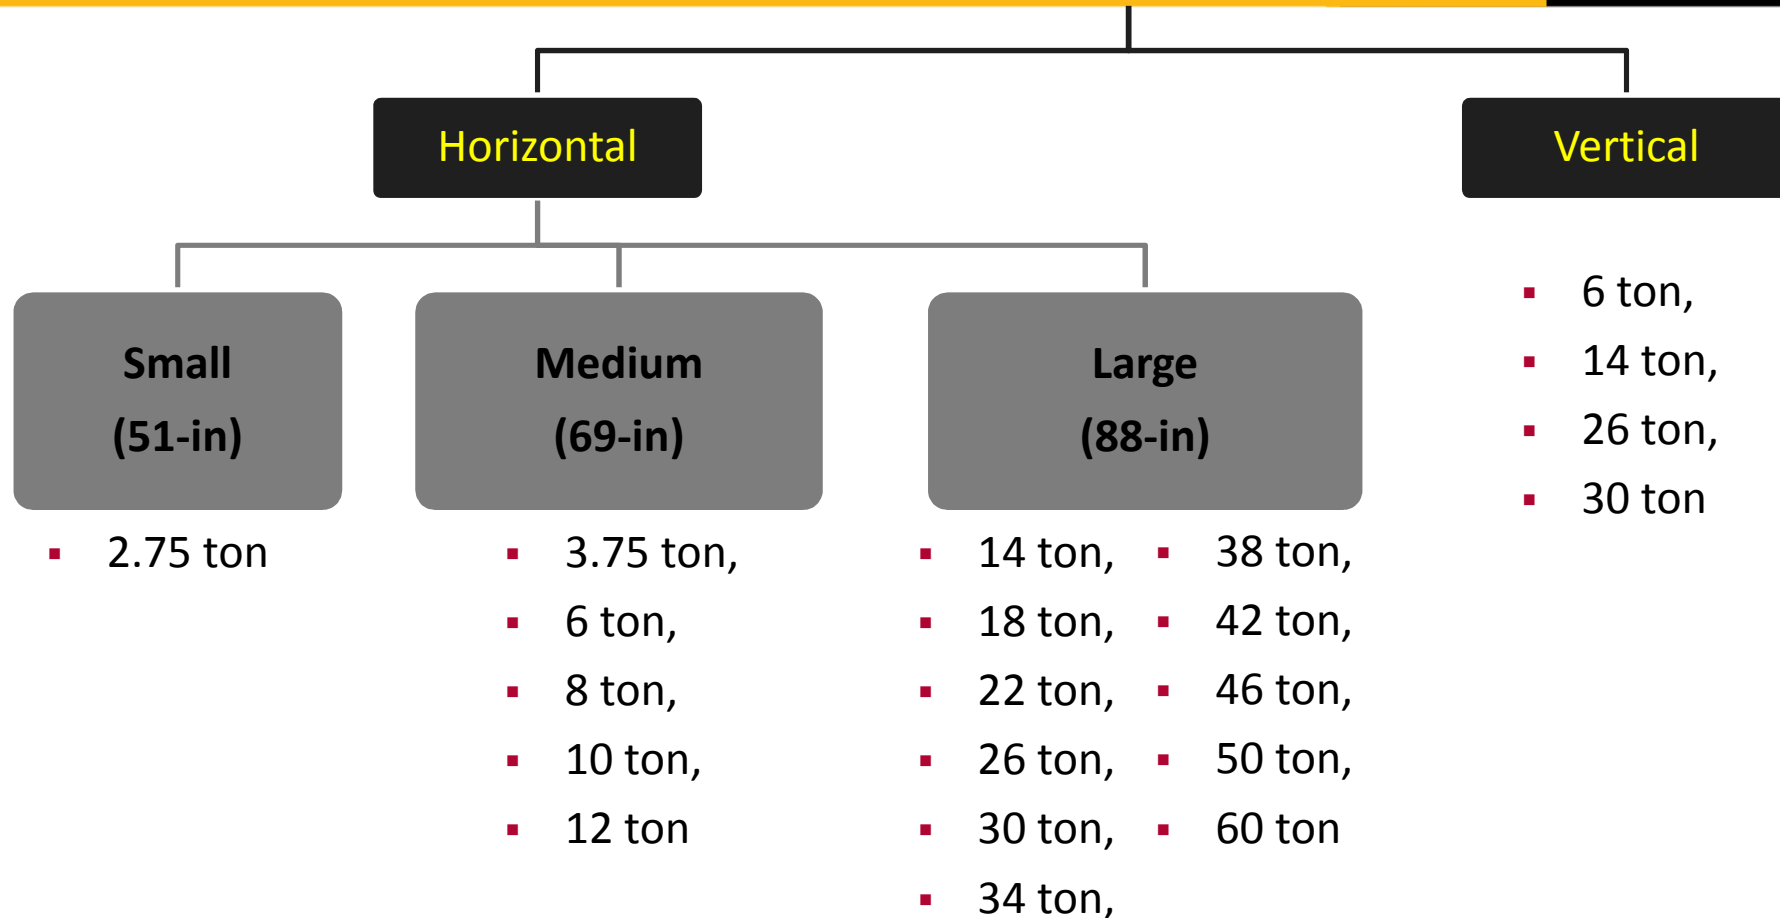 Horizontal
Vertical
Small
(51-in)
▪ 2.75 ton
Medium
(69-in)
▪ 3.75 ton,
▪ 6 ton,
▪ 8 ton,
▪ 10 ton,
▪ 12 ton
Large
(88-in)
▪ 14 ton,
▪ 18 ton,
▪ 22 ton,
▪ 26 ton,
▪ 30 ton,
▪ 34 ton,
▪ 38 ton,
▪ 42 ton,
▪ 46 ton,
▪ 50 ton,
▪ 60 ton
▪ 6 ton,
▪ 14 ton,
▪ 26 ton,
▪ 30 ton